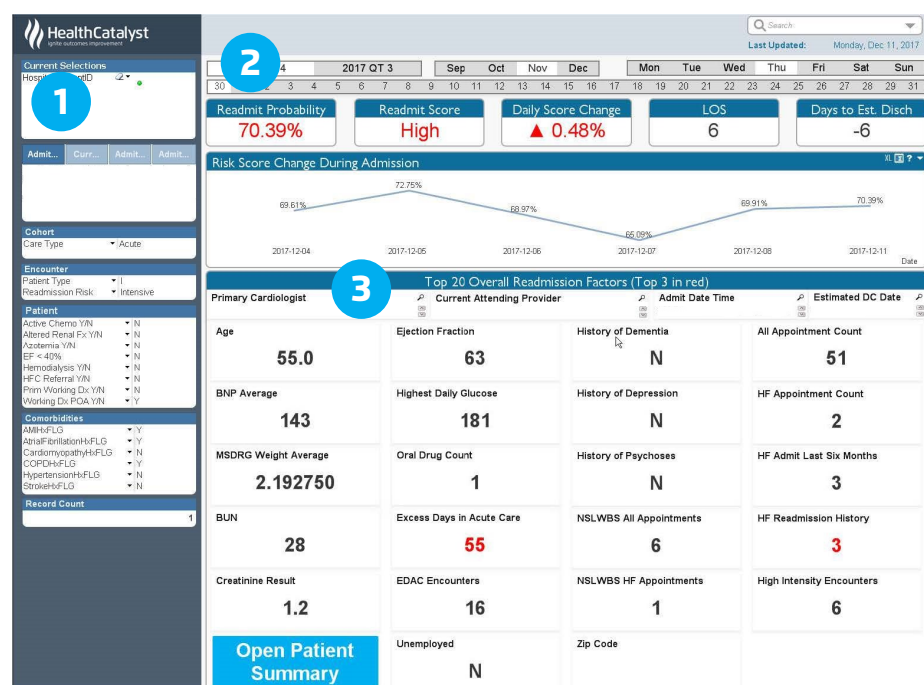 HealthCatalyst
ignite outcomes improvement
Search:
Last Updated: Monday, Dec 11, 2017
Current Selections
1
2
4 2017 QT 3 Sep Oct Nov Dec Mon Tue Wed Thu Fri Sat Sun
30 2 3 4 5 6 7 8 9 10 11 12 13 14 15 16 17 18 19 20 21 22 23 24 25 26 27 28 29 31
Readmit Probability Readmit Score Daily Score Change LOS Days to Est. Disch
70.39% High ▲ 0.48% 6 -6
Admit... Curr... Admit... Admit...
Risk Score Change During Admission XL ?
69.61% 72.75% 68.97% 65.09% 69.91% 70.39%
2017-12-04 2017-12-05 2017-12-06 2017-12-07 2017-12-08 2017-12-11
Date
Cohort
Care Type Acute
Encounter
Patient Type I
Readmission Risk Intensive
Patient
Active Chemo Y/N N
Altered Renal Fx Y/N N
Azotemia Y/N N
EF < 40% N
Hemodialysis Y/N N
HFC Referral Y/N N
Prim Working Dx Y/N N
Working Dx POA Y/N Y
Comorbidities
AMIHxFLG Y
AtrialFibrillationHxFLG Y
CardiomyopathyHxFLG N
COPDHxFLG Y
HypertensionHxFLG N
StrokeHxFLG N
Record Count
1
3
Top 20 Overall Readmission Factors (Top 3 in red)
Primary Cardiologist Current Attending Provider Admit Date Time Estimated DC Date
Age Ejection Fraction History of Dementia All Appointment Count
55.0 63 N 51
BNP Average Highest Daily Glucose History of Depression HF Appointment Count
143 181 N 2
MSDRG Weight Average Oral Drug Count History of Psychoses HF Admit Last Six Months
2.192750 1 N 3
BUN Excess Days in Acute Care NSLWBS All Appointments HF Readmission History
28 55 6 3
Creatinine Result EDAC Encounters NSLWBS HF Appointments High Intensity Encounters
1.2 16 1 6
Open Patient
Summary
Unemployed Zip Code
N